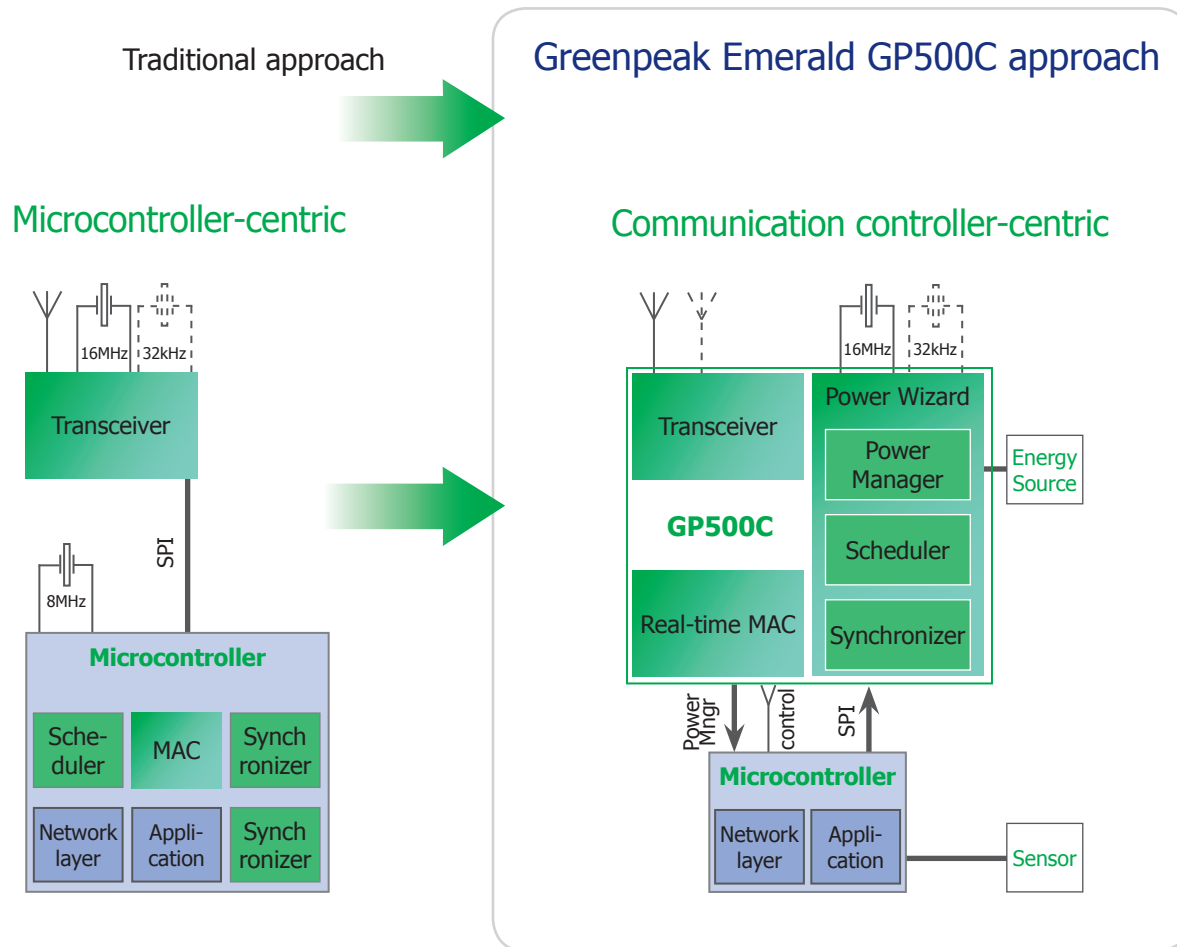 Traditional approach
Greenpeak Emerald GP500C approach
Microcontroller-centric
16MHz
32kHz
Transceiver
SPI
8MHz
Microcontroller
Sche-
duler
MAC
Synch
ronizer
Network
layer
Appli-
cation
Synch
ronizer
Communication controller-centric
16MHz
32kHz
Transceiver
Power Wizard
Power
Manager
Energy
Source
GP500C
Scheduler
Real-time MAC
Synchronizer
Power
Mngr
control
SPI
Microcontroller
Network
layer
Appli-
cation
Sensor